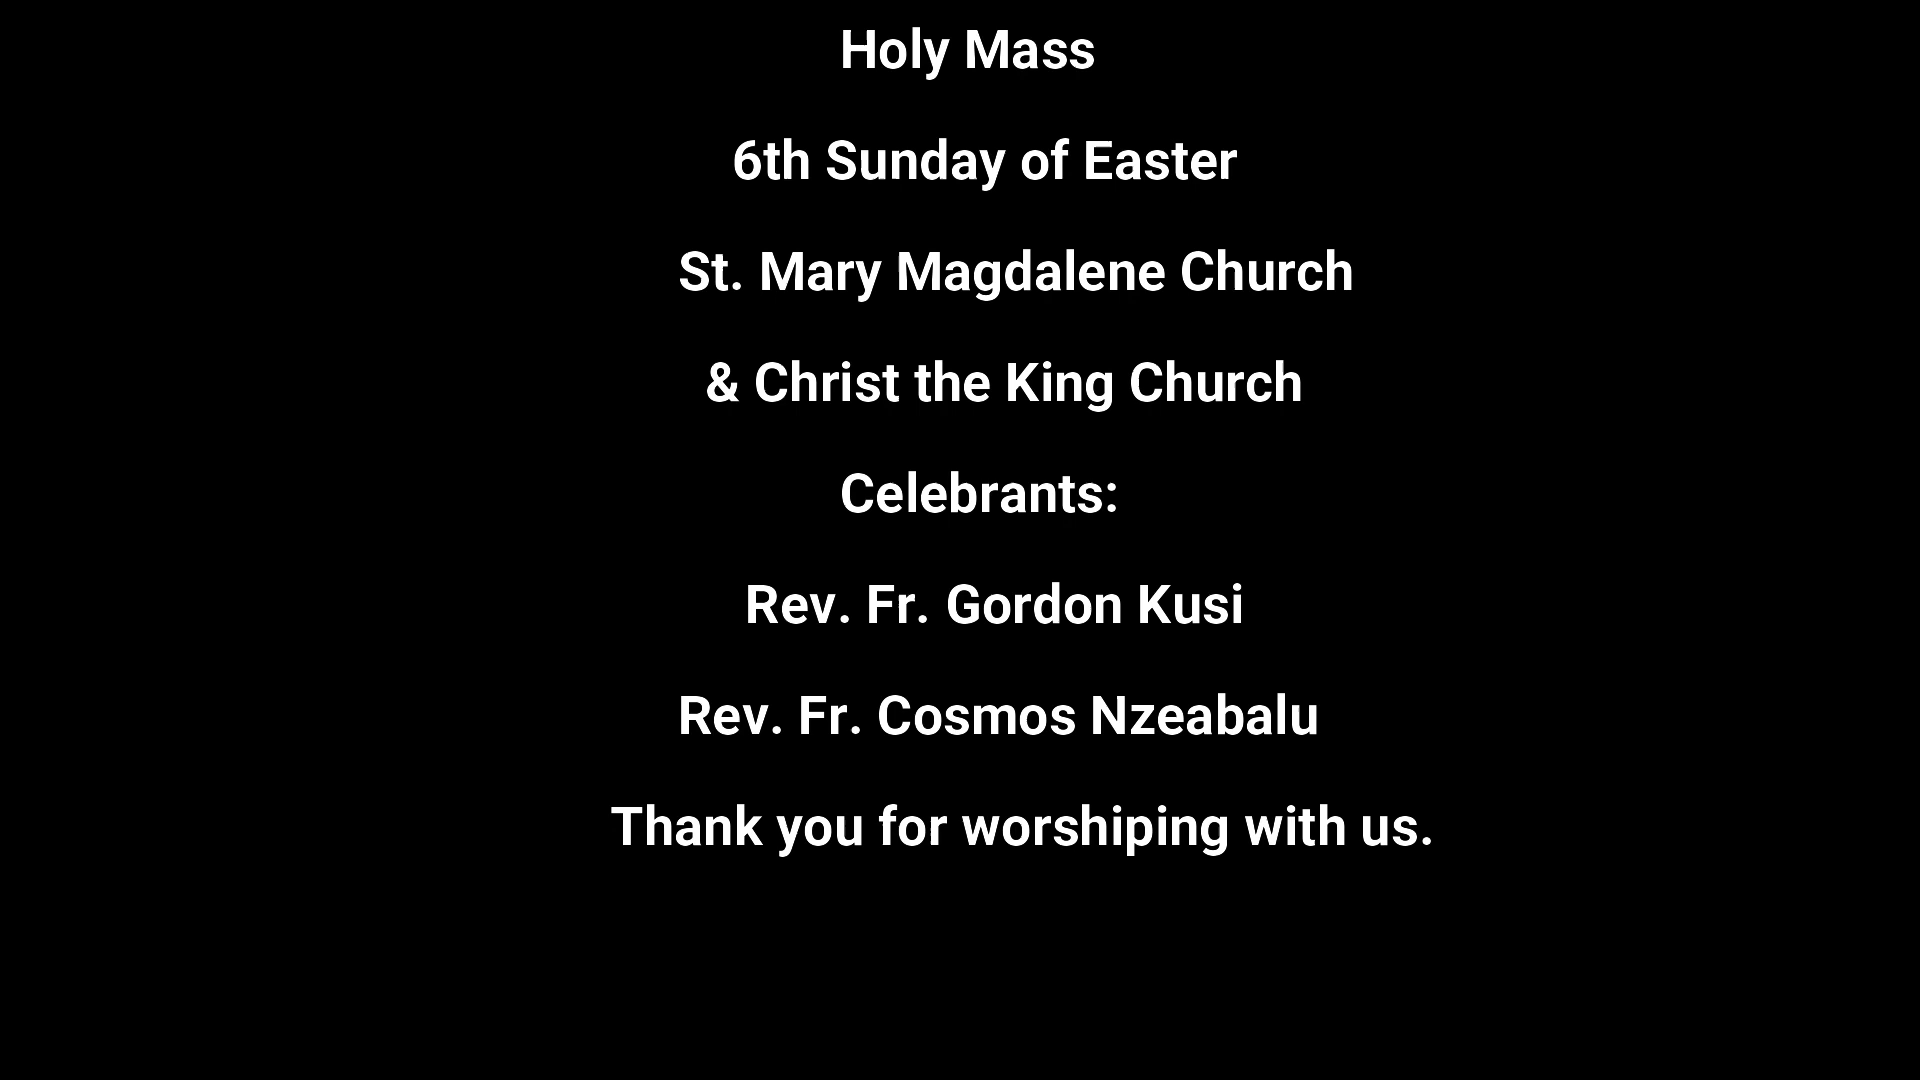 Holy Mass
6th Sunday of Easter
St. Mary Magdalene Church
& Christ the King Church
Celebrants:
Rev. Fr. Gordon Kusi
Rev. Fr. Cosmos Nzeabalu
Thank you for worshiping with us.